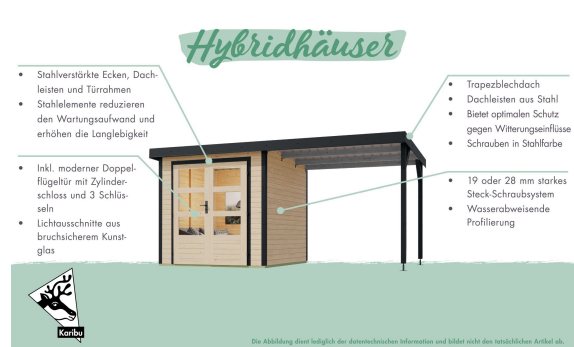 Hybridhäuser
• Stahlverstärkte Ecken, Dach-
leisten und Türrahmen
• Stahlelemente reduzieren
den Wartungsaufwand und
erhöhen die Langlebigkeit
• Inkl. moderner Doppel-
flügeltür mit Zylinder-
schloss und 3 Schlüs-
seln
• Lichtausschnitte aus
bruchsicherem Kunst-
glas
• Trapezblechdach
• Dachleisten aus Stahl
• Bietet optimalen Schutz
gegen Witterungseinflüsse
• Schrauben in Stahlfarbe
• 19 oder 28 mm starkes
Steck-Schraubsystem
• Wasserabweisende
Profilierung
Karibu
Die Abbildung dient lediglich der datentechnischen Information und bildet nicht den tatsächlichen Artikel ab.